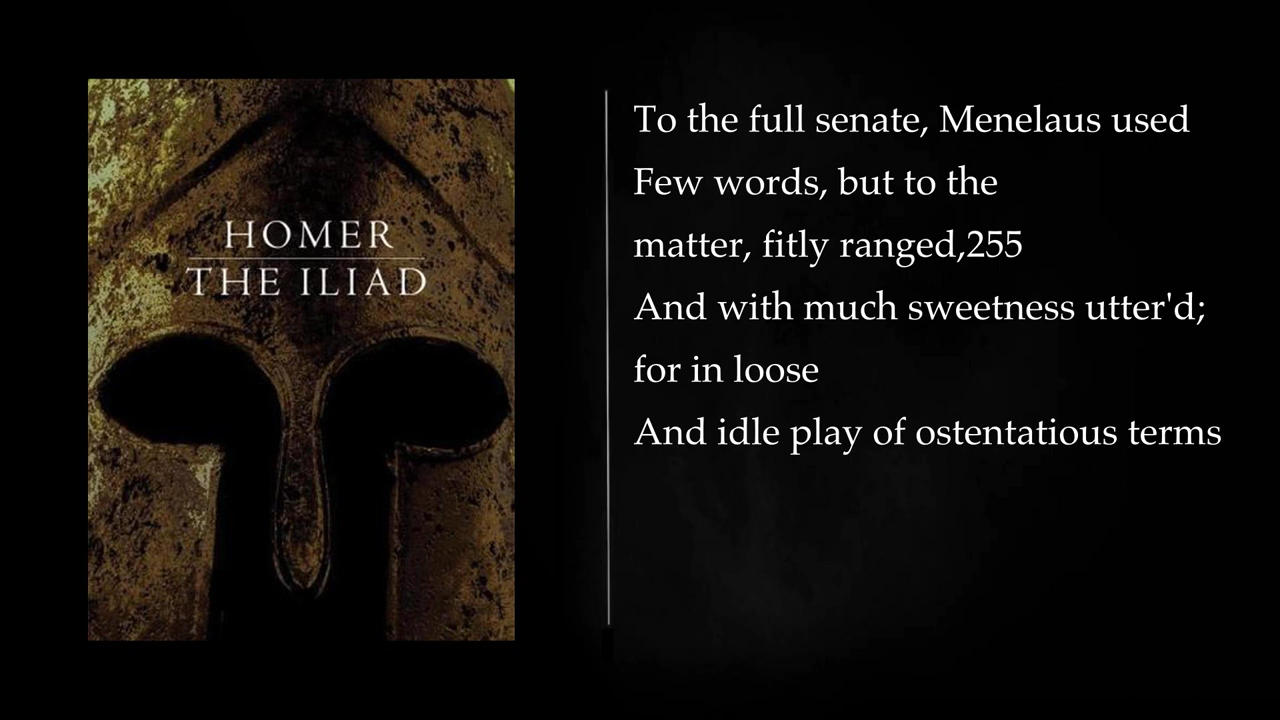 HOMER
THE ILIAD
To the full senate, Menelaus used
Few words, but to the
matter, fitly ranged,255
And with much sweetness utter'd;
for in loose
And idle play of ostentatious terms